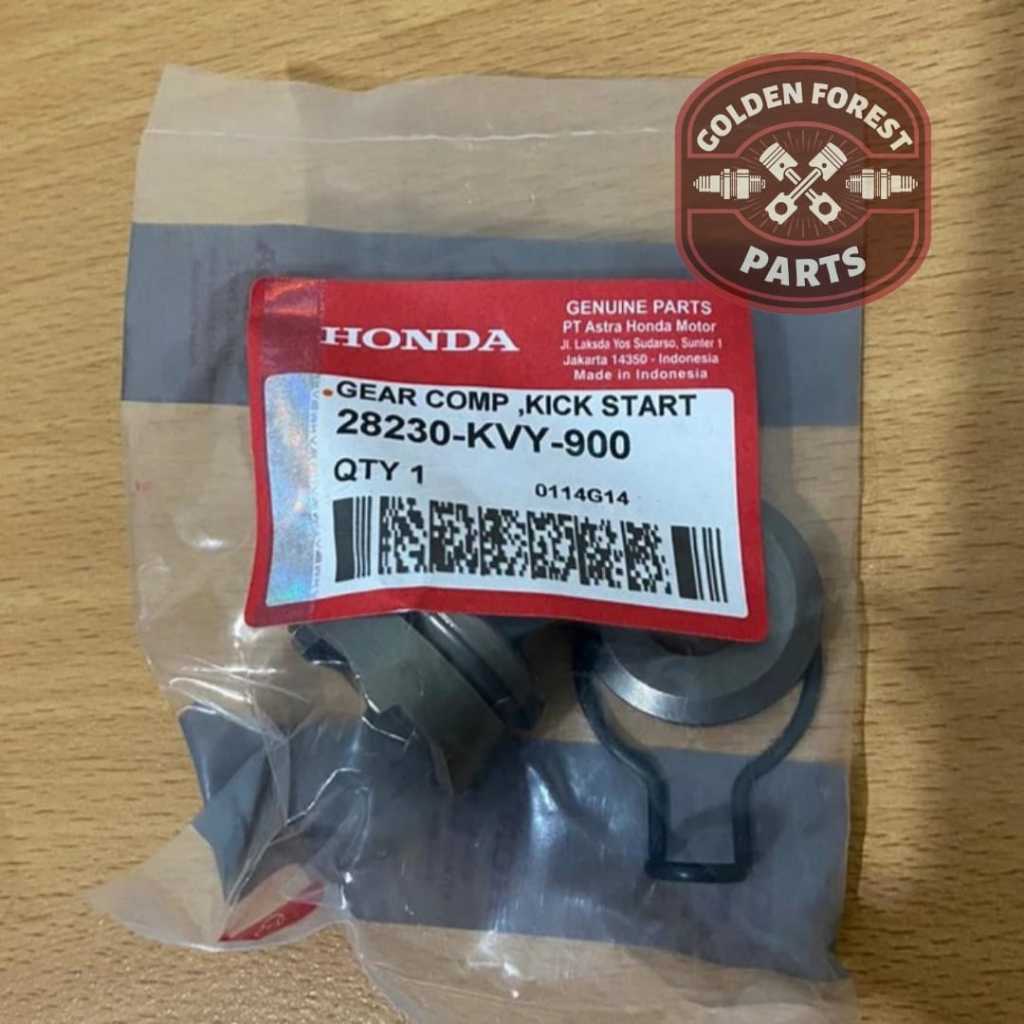 GOLDEN FOREST
PARTS
HONDA
GENUINE PARTS
PT Astra Honda Motor
Jl. Laksda Yos Sudarso, Sunter 1
Jakarta 14350 - Indonesia
Made in Indonesia
GEAR COMP ,KICK START
28230-KVY-900
QTY 1
0114G14